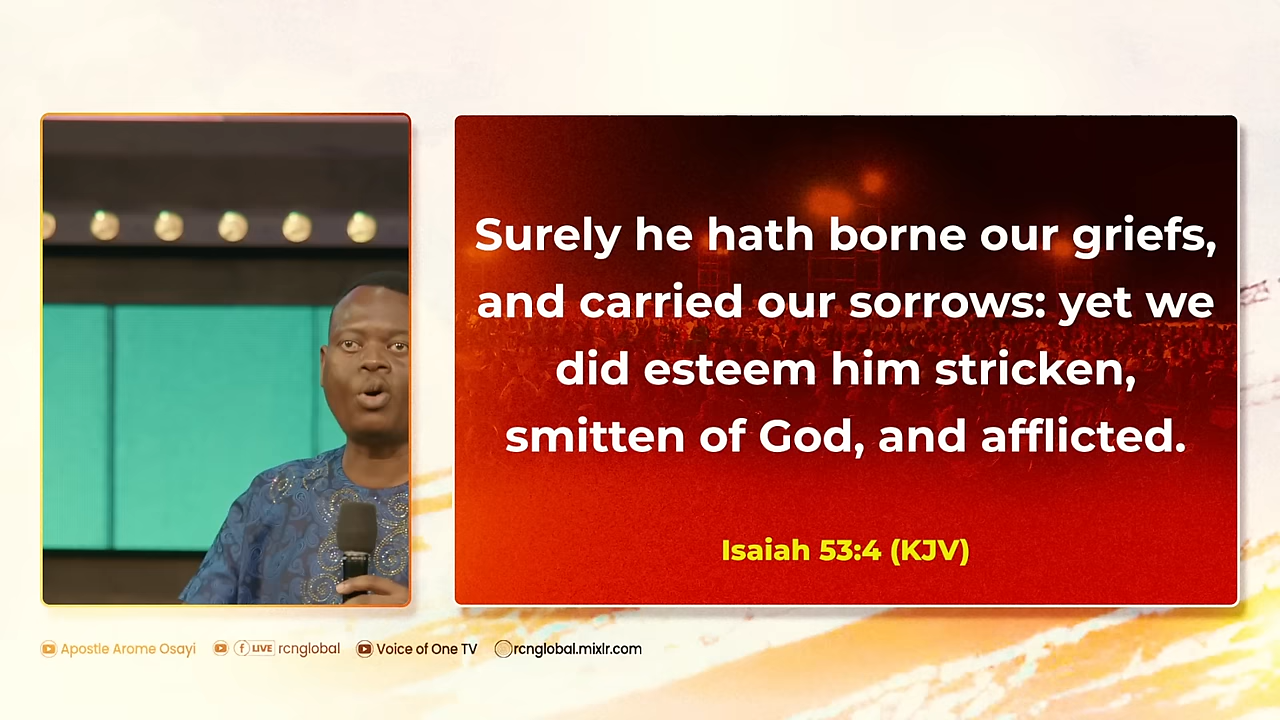 Surely he hath borne our griefs,
and carried our sorrows: yet we
did esteem him stricken,
smitten of God, and afflicted.
Isaiah 53:4 (KJV)
Apostle Arome Osayi LIVE rcnglobal Voice of One TV rcnglobal.mixlr.com